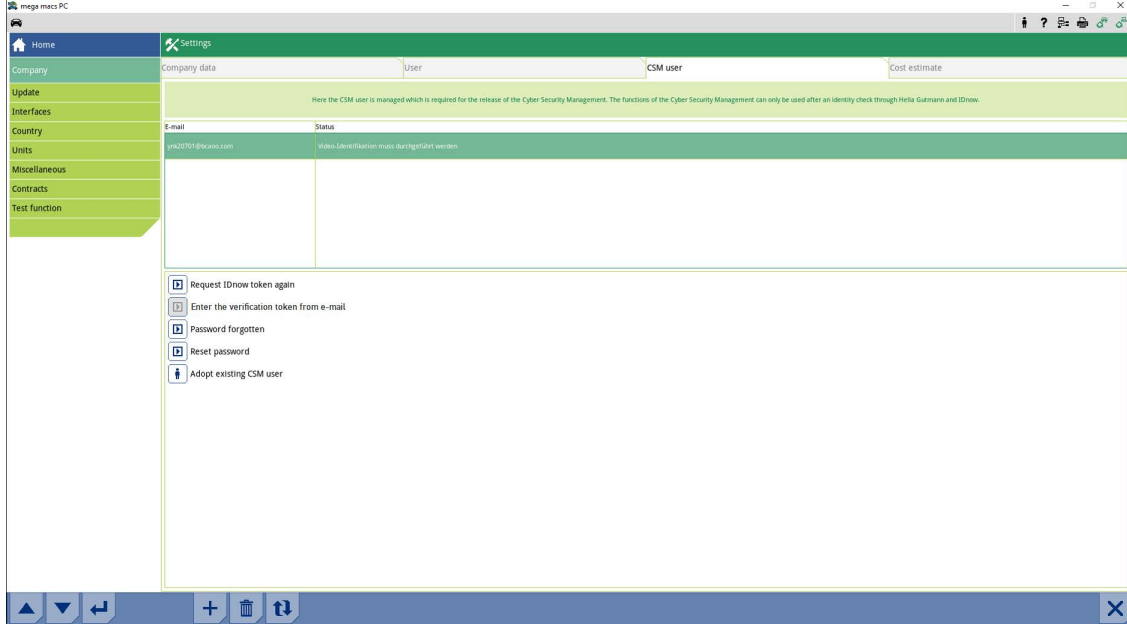 mega macs PC
Home
Settings
Company
Company data
User
CSM user
Cost estimate
Update
Interfaces
Country
Units
Miscellaneous
Contracts
Test function
Here the CSM user is managed which is required for the release of the Cyber Security Management. The functions of the Cyber Security Management can only be used after an identity check through Hella Gutmann and IDnow.
E-mail
Status
ynk20701@bcaoo.com
Video-Identifikation muss durchgeführt werden
Request IDnow token again
Enter the verification token from e-mail
Password forgotten
Reset password
Adopt existing CSM user